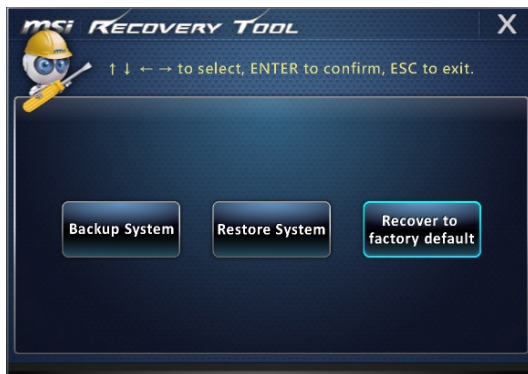 msi RECOVERY TOOL X
↑ ↓ ← → to select, ENTER to confirm, ESC to exit.
Backup System
Restore System
Recover to
factory default